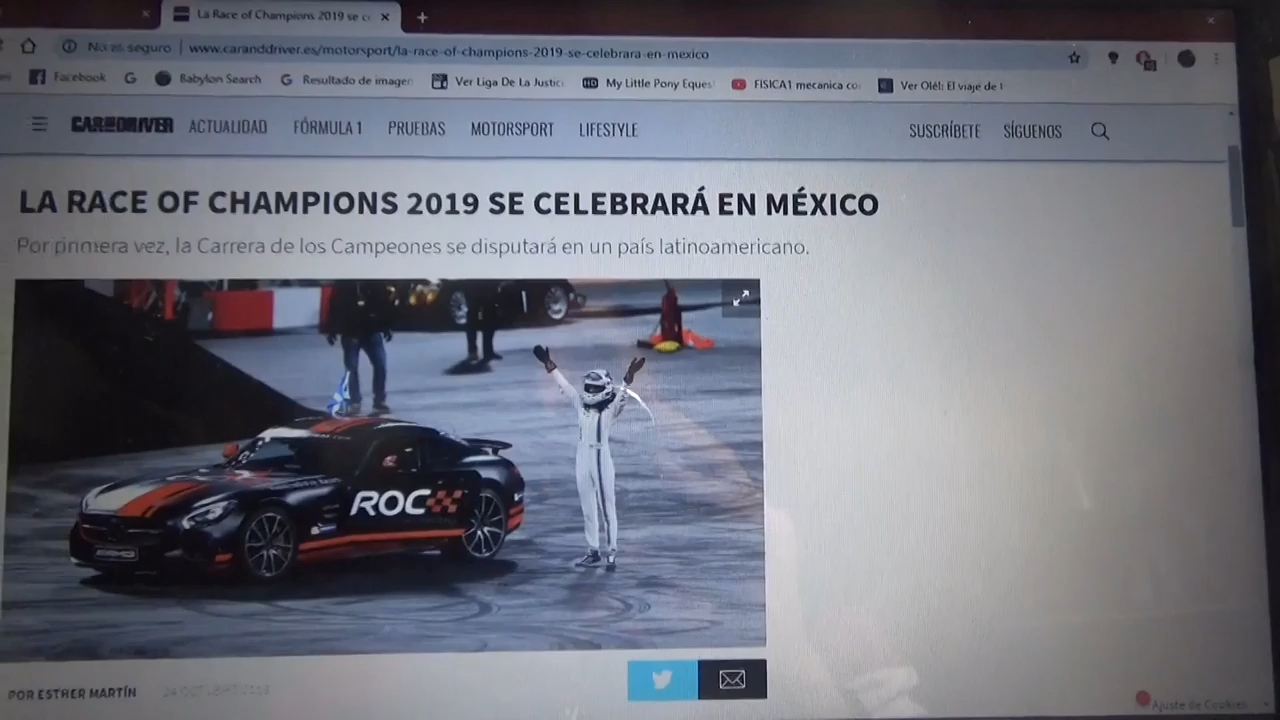 La Race of Champions 2019 se c
No es seguro | www.caranddriver.es/motorsport/la-race-of-champions-2019-se-celebrara-en-mexico
Facebook Babylon Search Resultado de imagen Ver Liga De La Justic HD My Little Pony Eques FISICA1 mecanica co Ver Olé!: El viaje de
CAR AND DRIVER ACTUALIDAD FÓRMULA 1 PRUEBAS MOTORSPORT LIFESTYLE SUSCRÍBETE SÍGUENOS
LA RACE OF CHAMPIONS 2019 SE CELEBRARÁ EN MÉXICO
Por primera vez, la Carrera de los Campeones se disputará en un país latinoamericano.
ROC
POR ESTHER MARTÍN
Ajuste de Cookies